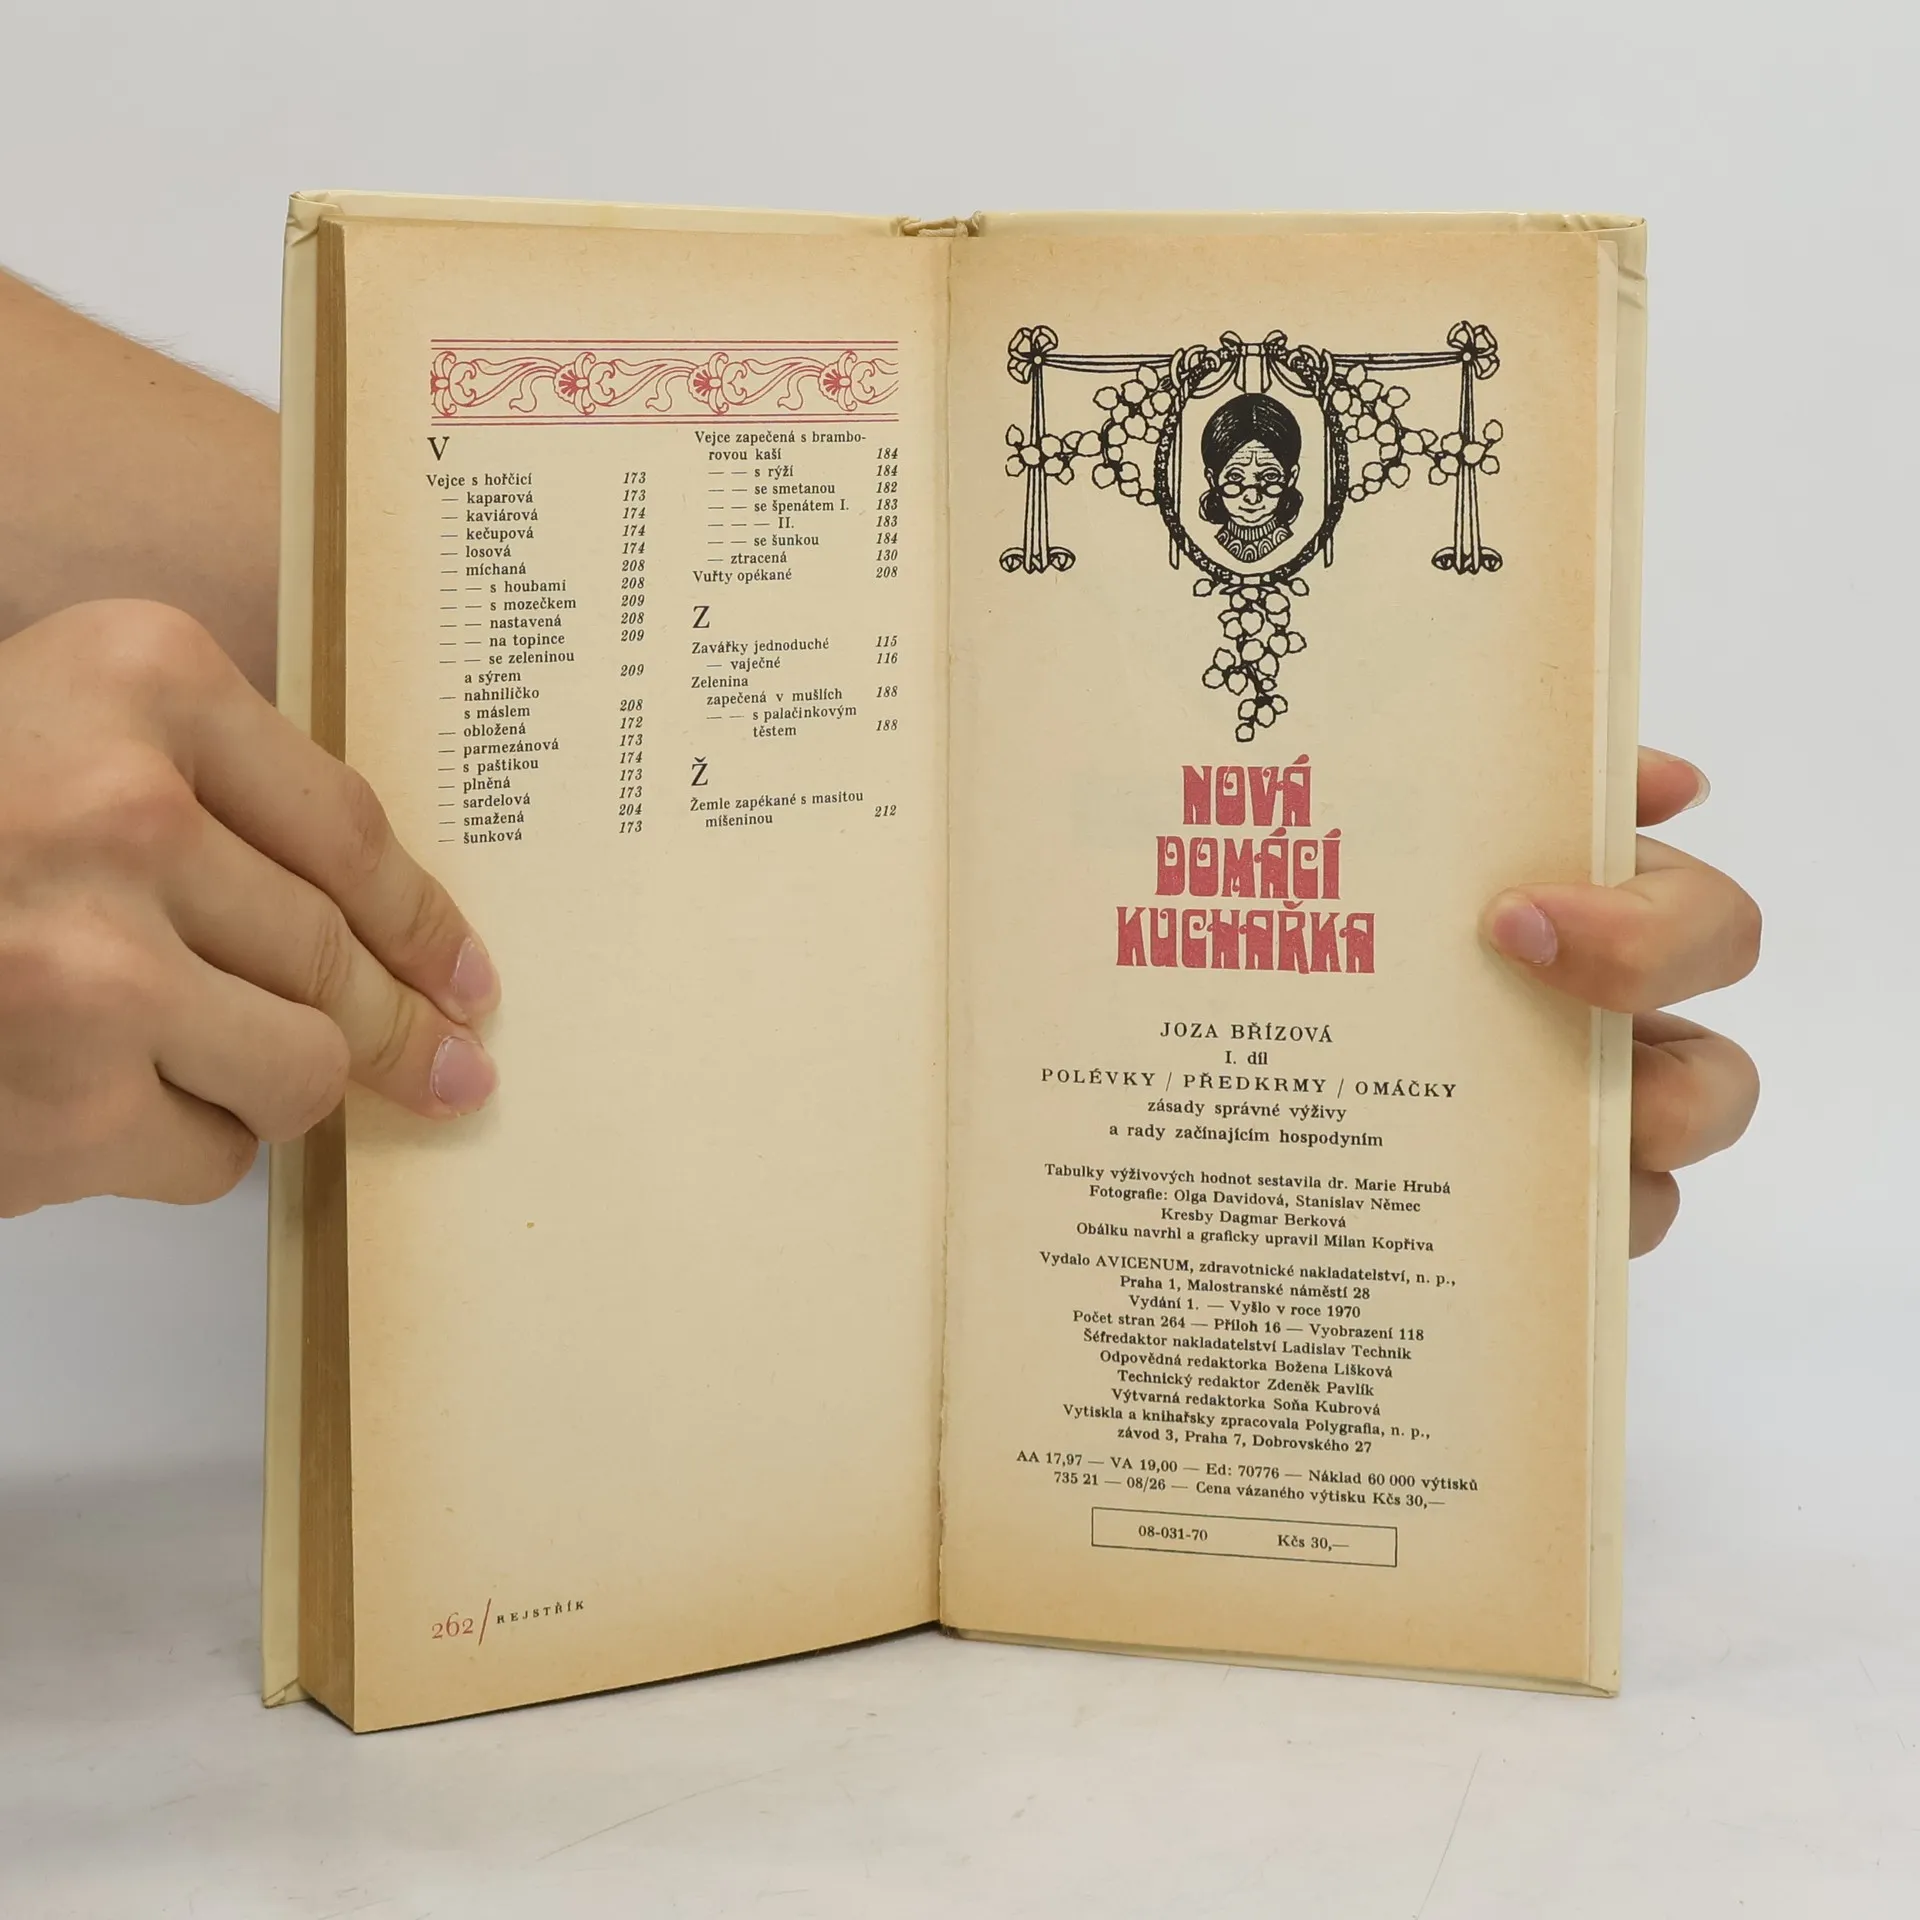 V
Vejce s hořčicí 173
— kaparová 173
— kaviárová 174
— kečupová 174
— losová 174
— míchaná 208
— — s houbami 208
— — s mozečkem 209
— — nastavená 208
— — na topince 209
— — se zeleninou
a sýrem 209
— nahniličko
s máslem 208
— obložená 172
— parmezánová 173
— s paštikou 174
— plněná 173
— sardelová 173
— smažená 204
— šunková 173
Vejce zapečená s brambo-
rovou kaší 184
— — s rýží 184
— — se smetanou 182
— — se špenátem I. 183
— — — II. 183
— — se šunkou 184
— ztracená 130
Vuřty opékané 208
Z
Zavářky jednoduché 115
— vaječné 116
Zelenina
zapečená v mušlích 188
— — s palačinkovým
těstem 188
Ž
Žemle zapékané s masitou
míšeninou 212
262/REJSTŘÍK
NOVÁ
DOMÁCÍ
KUCHAŘKA
JOZA BŘÍZOVÁ
I. díl
POLÉVKY / PŘEDKRMY / OMÁČKY
zásady správné výživy
a rady začínajícím hospodyním
Tabulky výživových hodnot sestavila dr. Marie Hrubá
Fotografie: Olga Davidová, Stanislav Němec
Kresby Dagmar Berková
Obálku navrhl a graficky upravil Milan Kopřiva
Vydalo AVICENUM, zdravotnické nakladatelství, n. p.,
Praha 1, Malostranské náměstí 28
Vydání 1. — Vyšlo v roce 1970
Počet stran 264 — Příloh 16 — Vyobrazení 118
Šéfredaktor nakladatelství Ladislav Technik
Odpovědná redaktorka Božena Lišková
Technický redaktor Zdeněk Pavlík
Výtvarná redaktorka Soňa Kubrová
Vytiskla a knihařsky zpracovala Polygrafia, n. p.,
závod 3, Praha 7, Dobrovského 27
AA 17,97 — VA 19,00 — Ed: 70776 — Náklad 60 000 výtisků
735 21 — 08/26 — Cena vázaného výtisku Kčs 30,—
08-031-70 Kčs 30,—